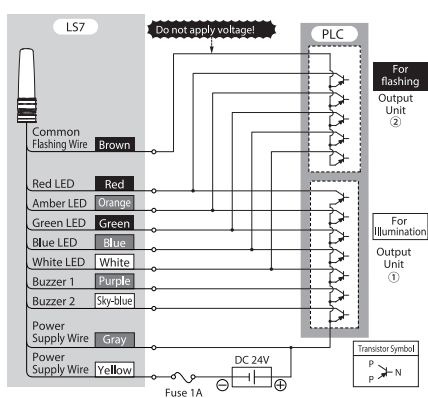 LS7
Do not apply voltage!
PLC
For
flashing
Output
Unit
②
Common
Flashing Wire Brown
Red LED Red
Amber LED Orange
Green LED Green
Blue LED Blue
White LED White
Buzzer 1 Purple
Buzzer 2 Sky-blue
Power
Supply Wire Gray
Power
Supply Wire Yellow
For
Illumination
Output
Unit
①
Transistor Symbol
P
P N
DC 24V
Fuse 1A
⊖ ⊕